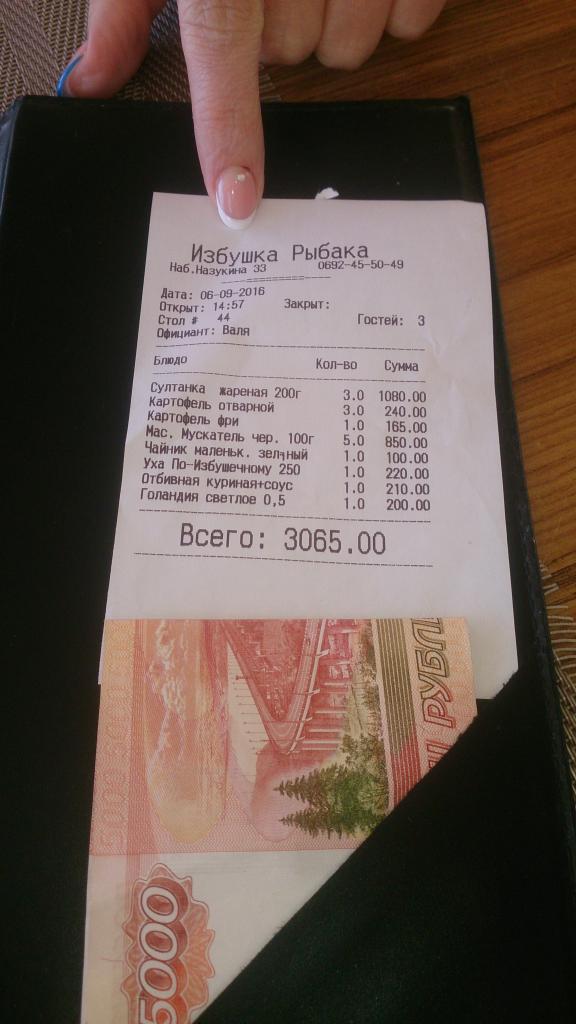 Избушка Рыбака
Наб.Назукина 33 0692-45-50-49
Дата: 06-09-2016
Открыт: 14:57 Закрыт:
Стол # 44 Гостей: 3
Официант: Валя
Блюдо Кол-во Сумма
Султанка жареная 200г 3.0 1080.00
Картофель отварной 3.0 240.00
Картофель фри 1.0 165.00
Мас. Мускатель чер. 100г 5.0 850.00
Чайник маленьк. зелјный 1.0 100.00
Уха По-Избушечному 250 1.0 220.00
Отбивная куриная+соус 1.0 210.00
Голандия светлое 0,5 1.0 200.00
Всего: 3065.00
5000